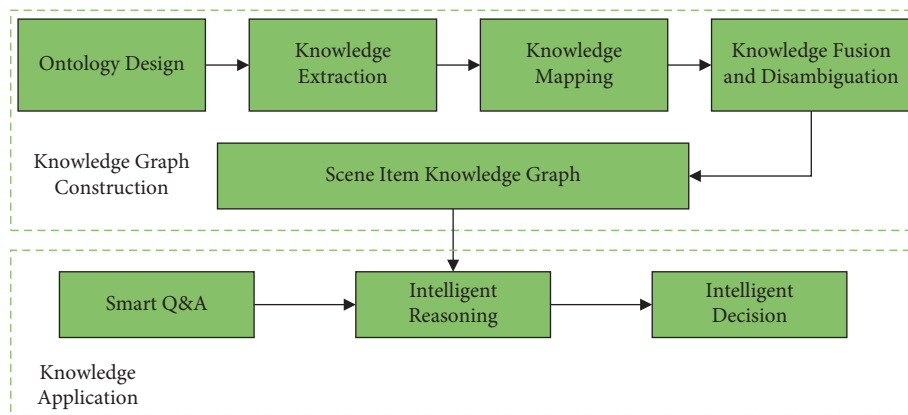 Ontology Design
Knowledge
Extraction
Knowledge
Mapping
Knowledge Fusion
and Disambiguation
Knowledge Graph
Construction
Scene Item Knowledge Graph
Smart Q&A
Intelligent
Reasoning
Intelligent
Decision
Knowledge
Application